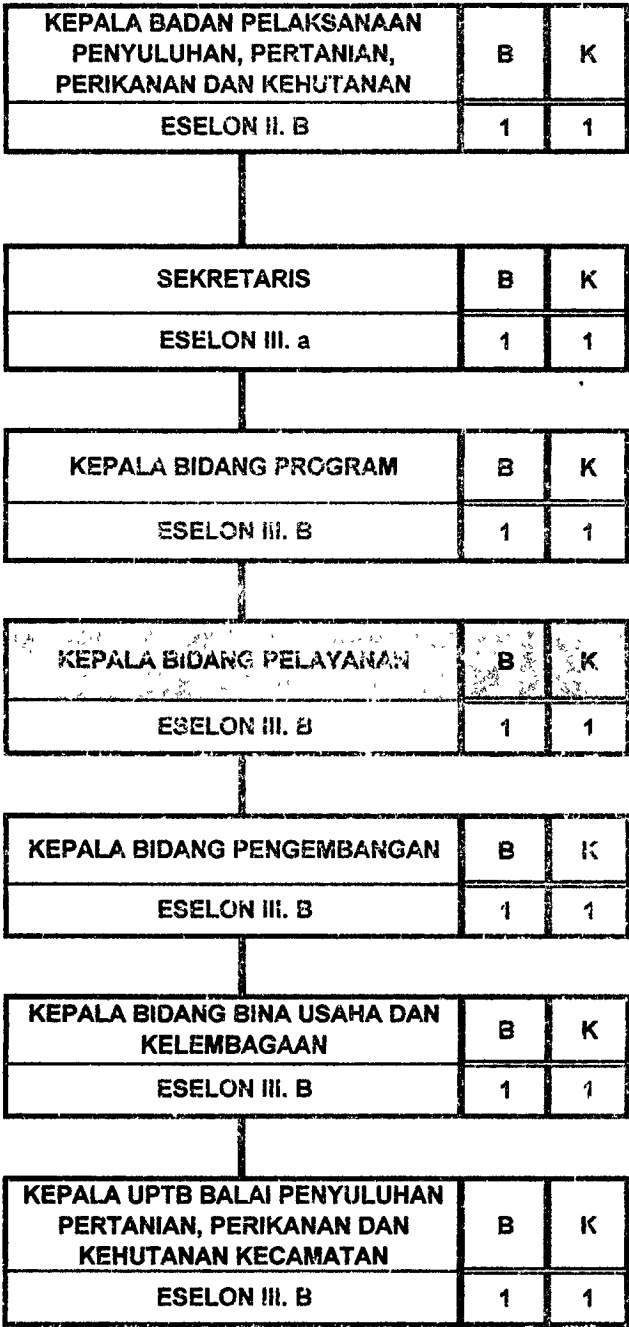 KEPALA BADAN PELAKSANAAN
PENYULUHAN, PERTANIAN,
PERIKANAN DAN KEHUTANAN
B K
ESELON II. B 1 1
SEKRETARIS B K
ESELON III. a 1 1
KEPALA BIDANG PROGRAM B K
ESELON III. B 1 1
KEPALA BIDANG PELAYANAN B K
ESELON III. B 1 1
KEPALA BIDANG PENGEMBANGAN B K
ESELON III. B 1 1
KEPALA BIDANG BINA USAHA DAN
KELEMBAGAAN
B K
ESELON III. B 1 1
KEPALA UPTB BALAI PENYULUHAN
PERTANIAN, PERIKANAN DAN
KEHUTANAN KECAMATAN
B K
ESELON III. B 1 1